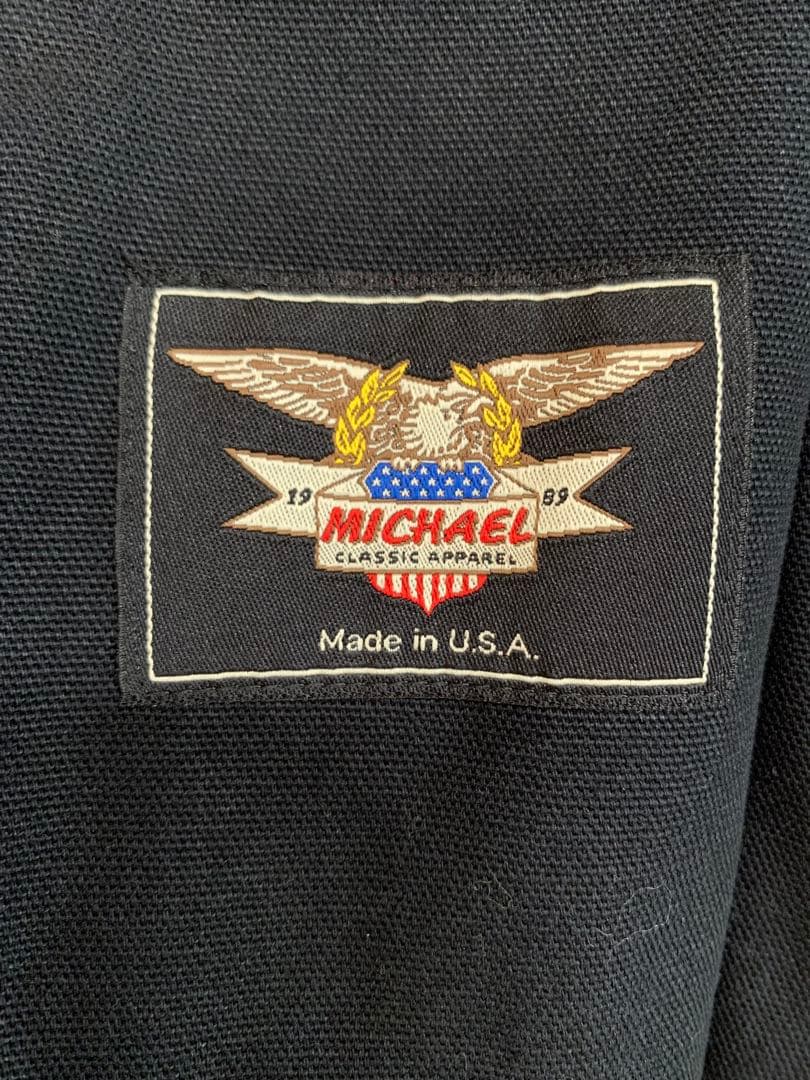 19 89
MICHAEL
CLASSIC APPAREL
Made in U.S.A.